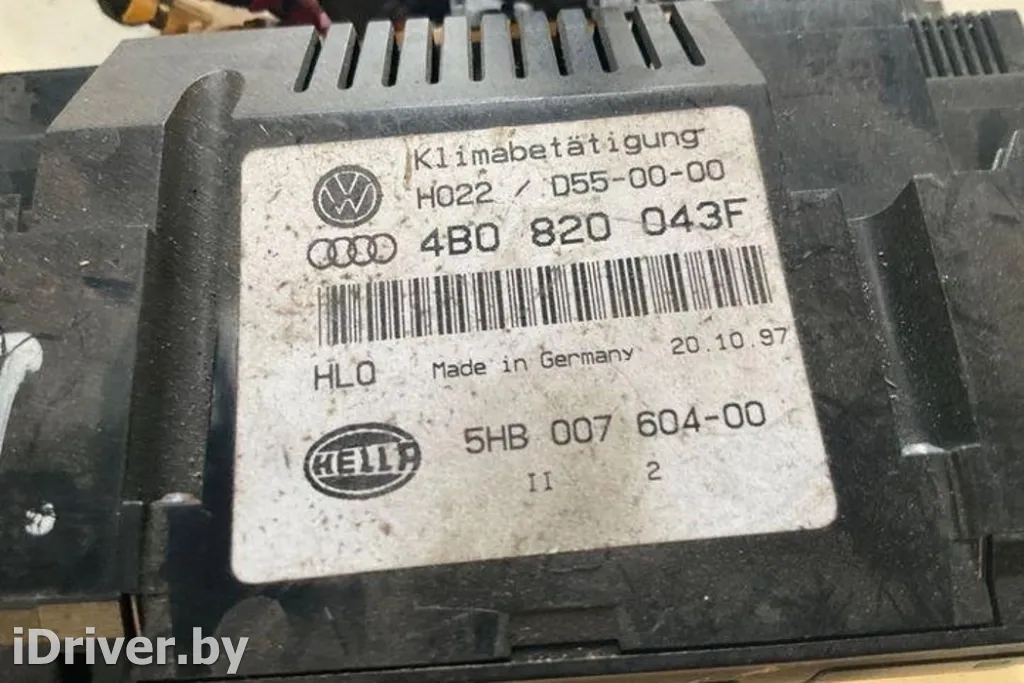 Klimabetätigung
H022 / D55-00-00
4B0 820 043F
HLO Made in Germany 20.10.97
HELLA 5HB 007 604-00
II 2
iDriver.by